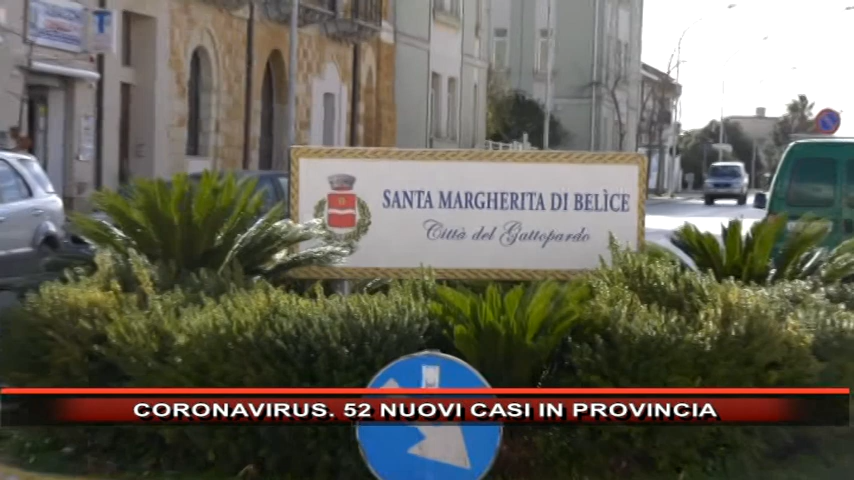 SANTA MARGHERITA DI BELÌCE
Città del Gattopardo
CORONAVIRUS. 52 NUOVI CASI IN PROVINCIA